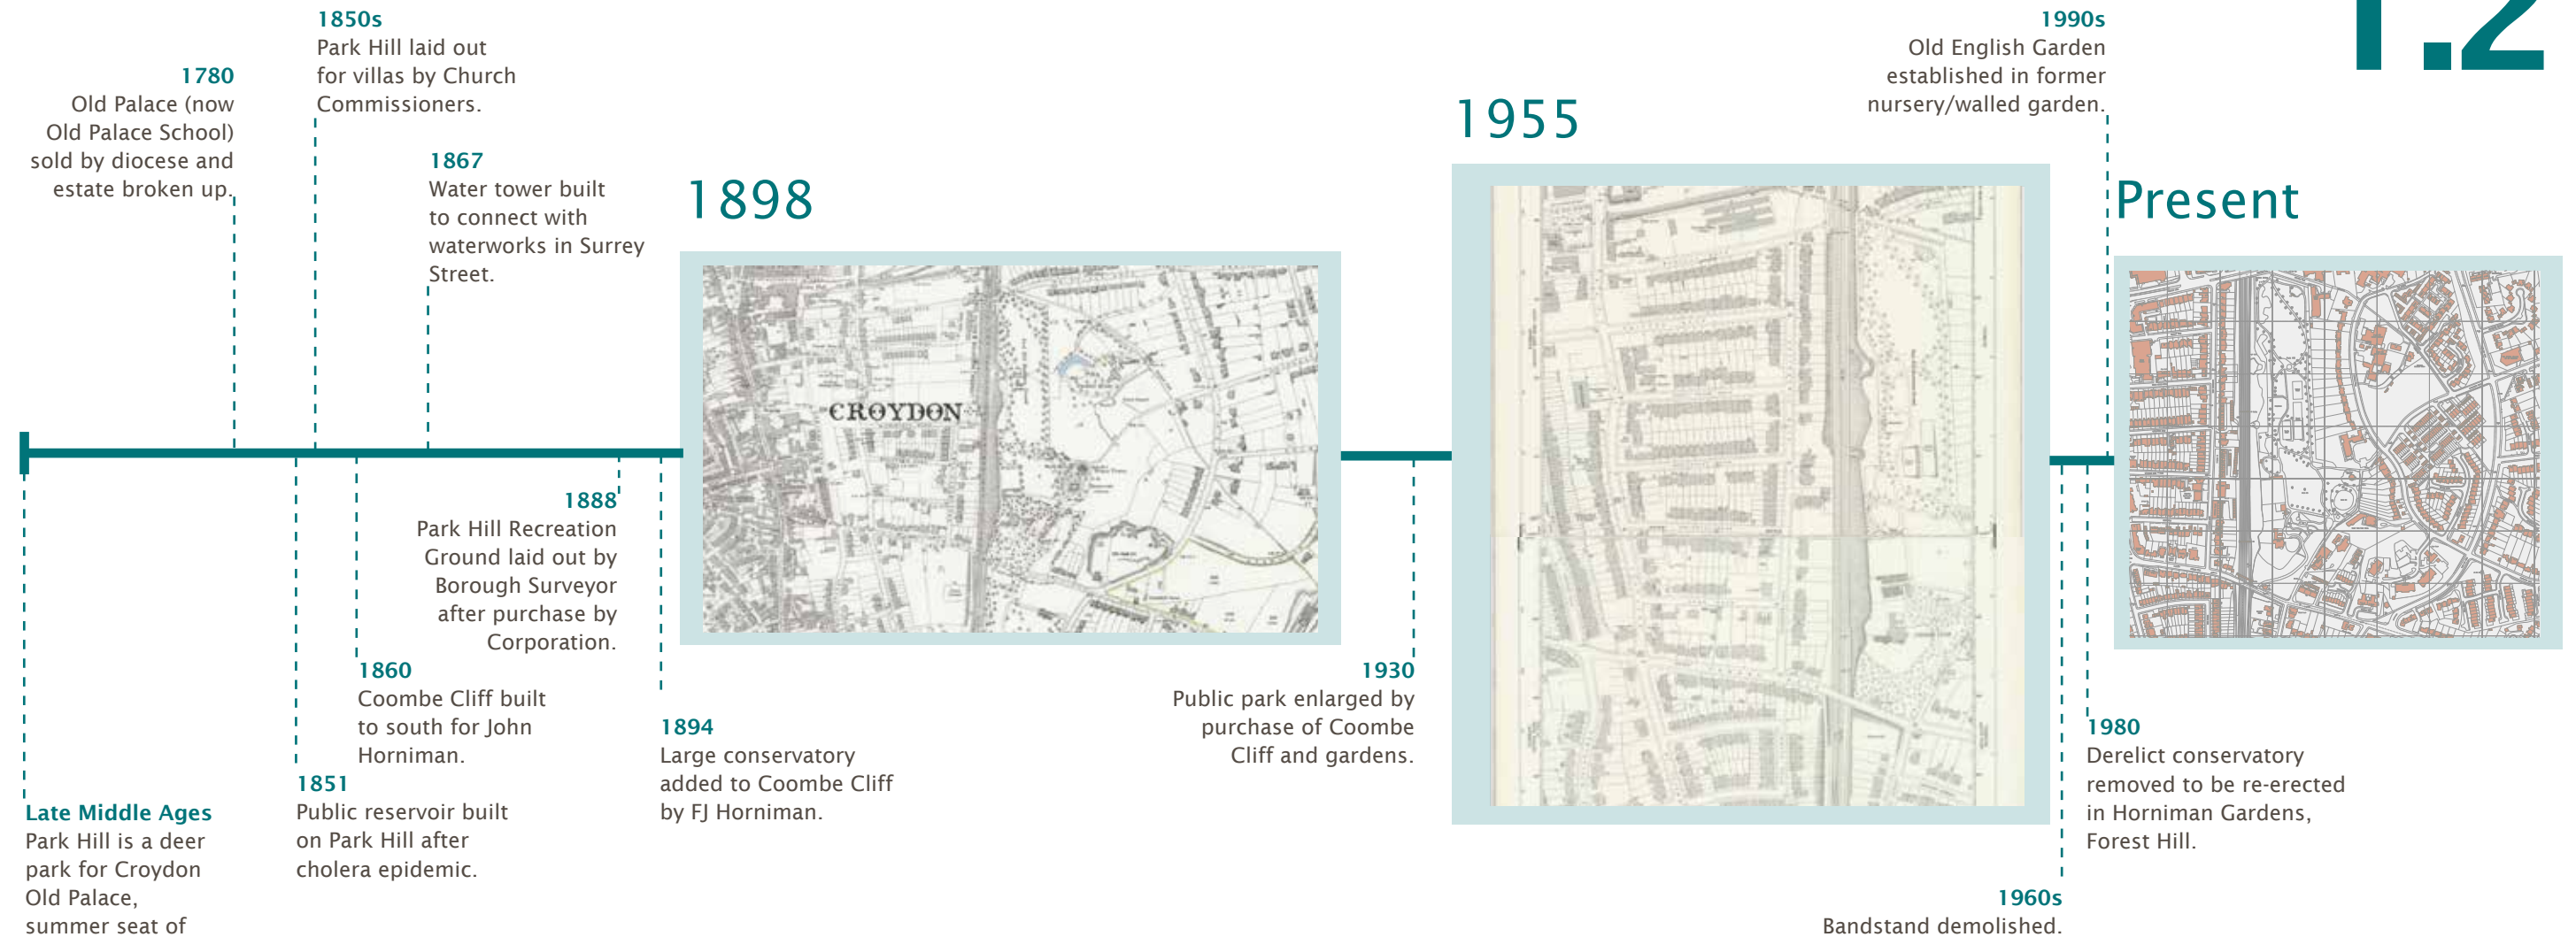 1.2
1780
Old Palace (now
Old Palace School)
sold by diocese and
estate broken up.
1850s
Park Hill laid out
for villas by Church
Commissioners.
1867
Water tower built
to connect with
waterworks in Surrey
Street.
1898
CROYDON
1955
1990s
Old English Garden
established in former
nursery/walled garden.
Present
Late Middle Ages
Park Hill is a deer
park for Croydon
Old Palace,
summer seat of
1851
Public reservoir built
on Park Hill after
cholera epidemic.
1860
Coombe Cliff built
to south for John
Horniman.
1888
Park Hill Recreation
Ground laid out by
Borough Surveyor
after purchase by
Corporation.
1894
Large conservatory
added to Coombe Cliff
by FJ Horniman.
1930
Public park enlarged by
purchase of Coombe
Cliff and gardens.
1960s
Bandstand demolished.
1980
Derelict conservatory
removed to be re-erected
in Horniman Gardens,
Forest Hill.